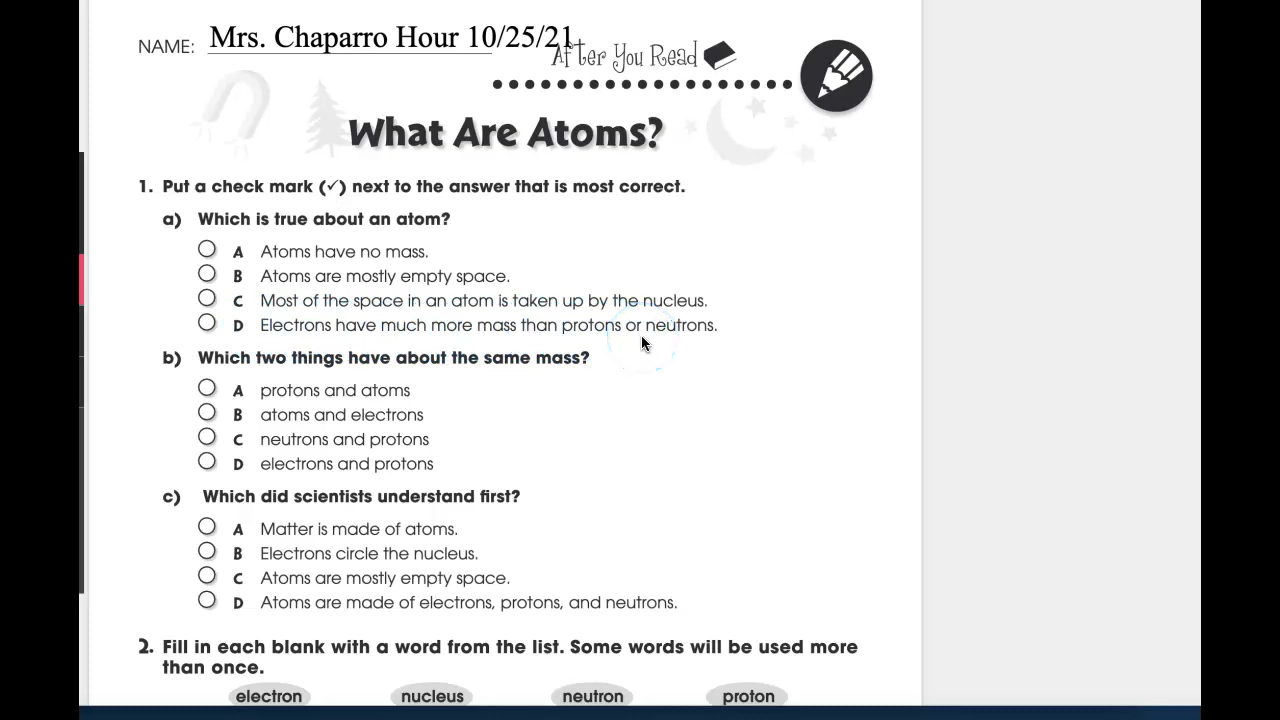 NAME: Mrs. Chaparro Hour 10/25/21
After You Read
What Are Atoms?
1. Put a check mark (✓) next to the answer that is most correct.
a) Which is true about an atom?
A Atoms have no mass.
B Atoms are mostly empty space.
C Most of the space in an atom is taken up by the nucleus.
D Electrons have much more mass than protons or neutrons.
b) Which two things have about the same mass?
A protons and atoms
B atoms and electrons
C neutrons and protons
D electrons and protons
c) Which did scientists understand first?
A Matter is made of atoms.
B Electrons circle the nucleus.
C Atoms are mostly empty space.
D Atoms are made of electrons, protons, and neutrons.
2. Fill in each blank with a word from the list. Some words will be used more
than once.
electron nucleus neutron proton